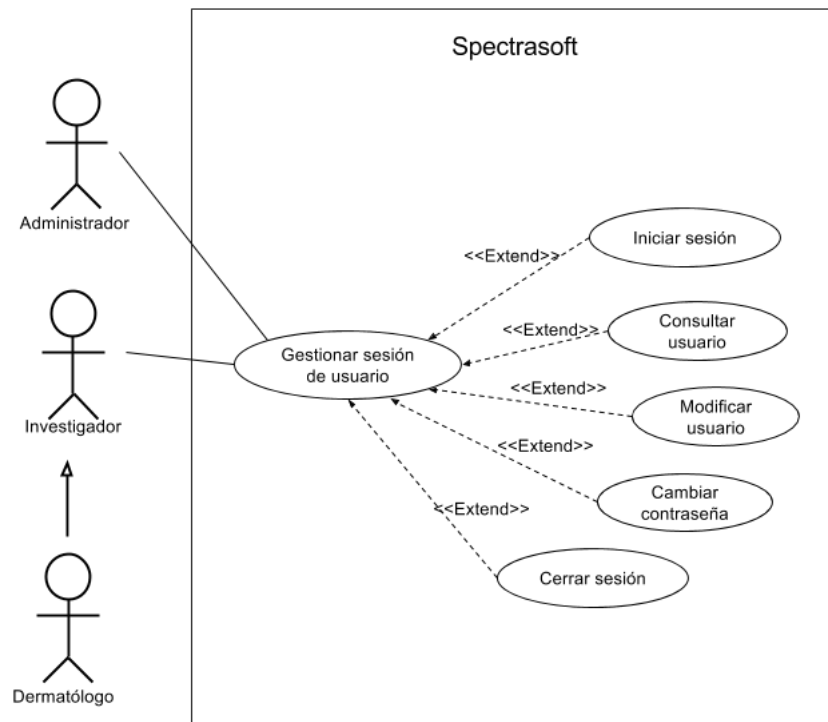 Spectrasoft
Administrador
Iniciar sesión
<<Extend>>
Consultar
usuario
<<Extend>>
Gestionar sesión
de usuario
<<Extend>>
Modificar
usuario
Investigador
<<Extend>>
Cambiar
contraseña
<<Extend>>
Cerrar sesión
Dermatólogo